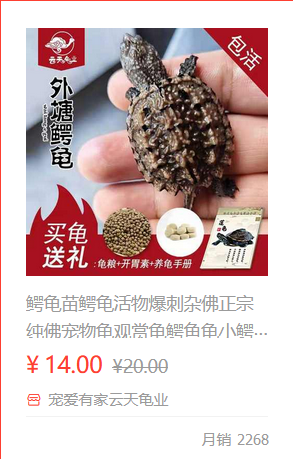 云天龟业
包活
外塘鳄龟
买龟
送礼
:龟粮+开胃素+养龟手册
鳄鱼苗鳄龟活物爆刺杂佛正宗
纯佛宠物龟观赏龟鳄鱼龟小鳄...
¥ 14.00 ¥20.00
宠爱有家云天龟业
月销 2268